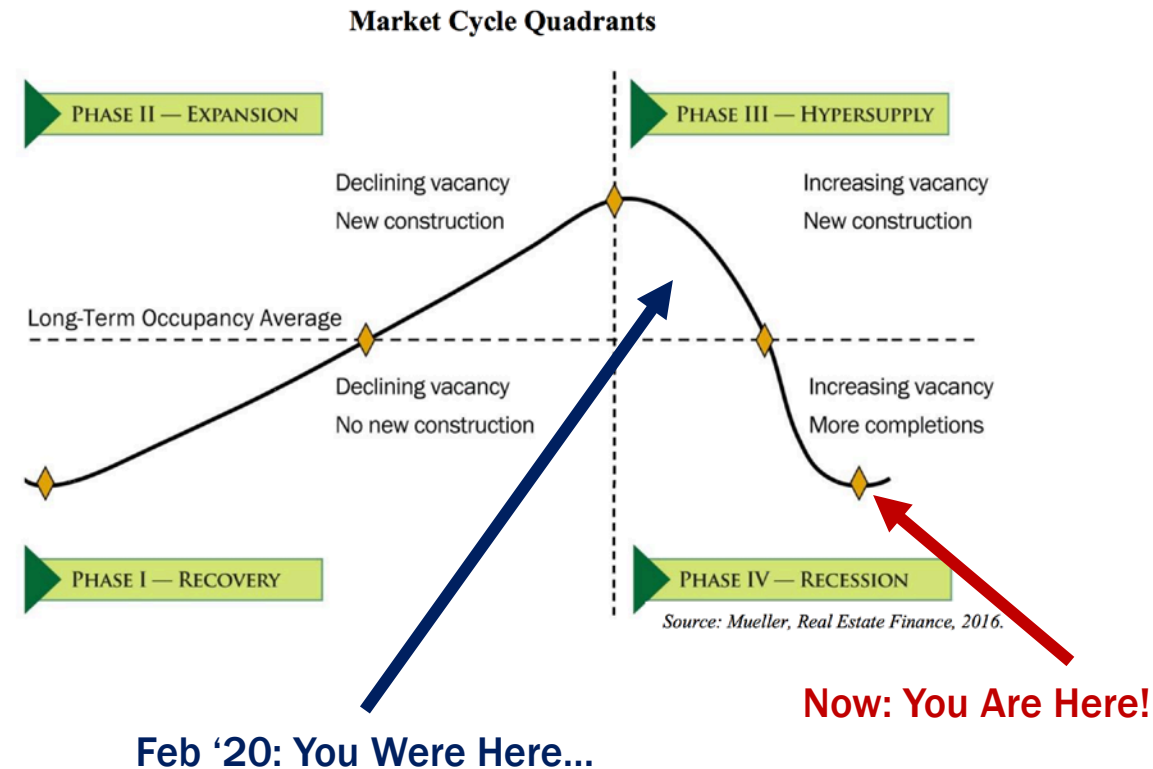 Market Cycle Quadrants
PHASE II — EXPANSION
PHASE III — HYPERSUPPLY
Declining vacancy
New construction
Increasing vacancy
New construction
Long-Term Occupancy Average
Declining vacancy
No new construction
Increasing vacancy
More completions
PHASE I — RECOVERY
PHASE IV — RECESSION
Source: Mueller, Real Estate Finance, 2016.
Now: You Are Here!
Feb ‘20: You Were Here...